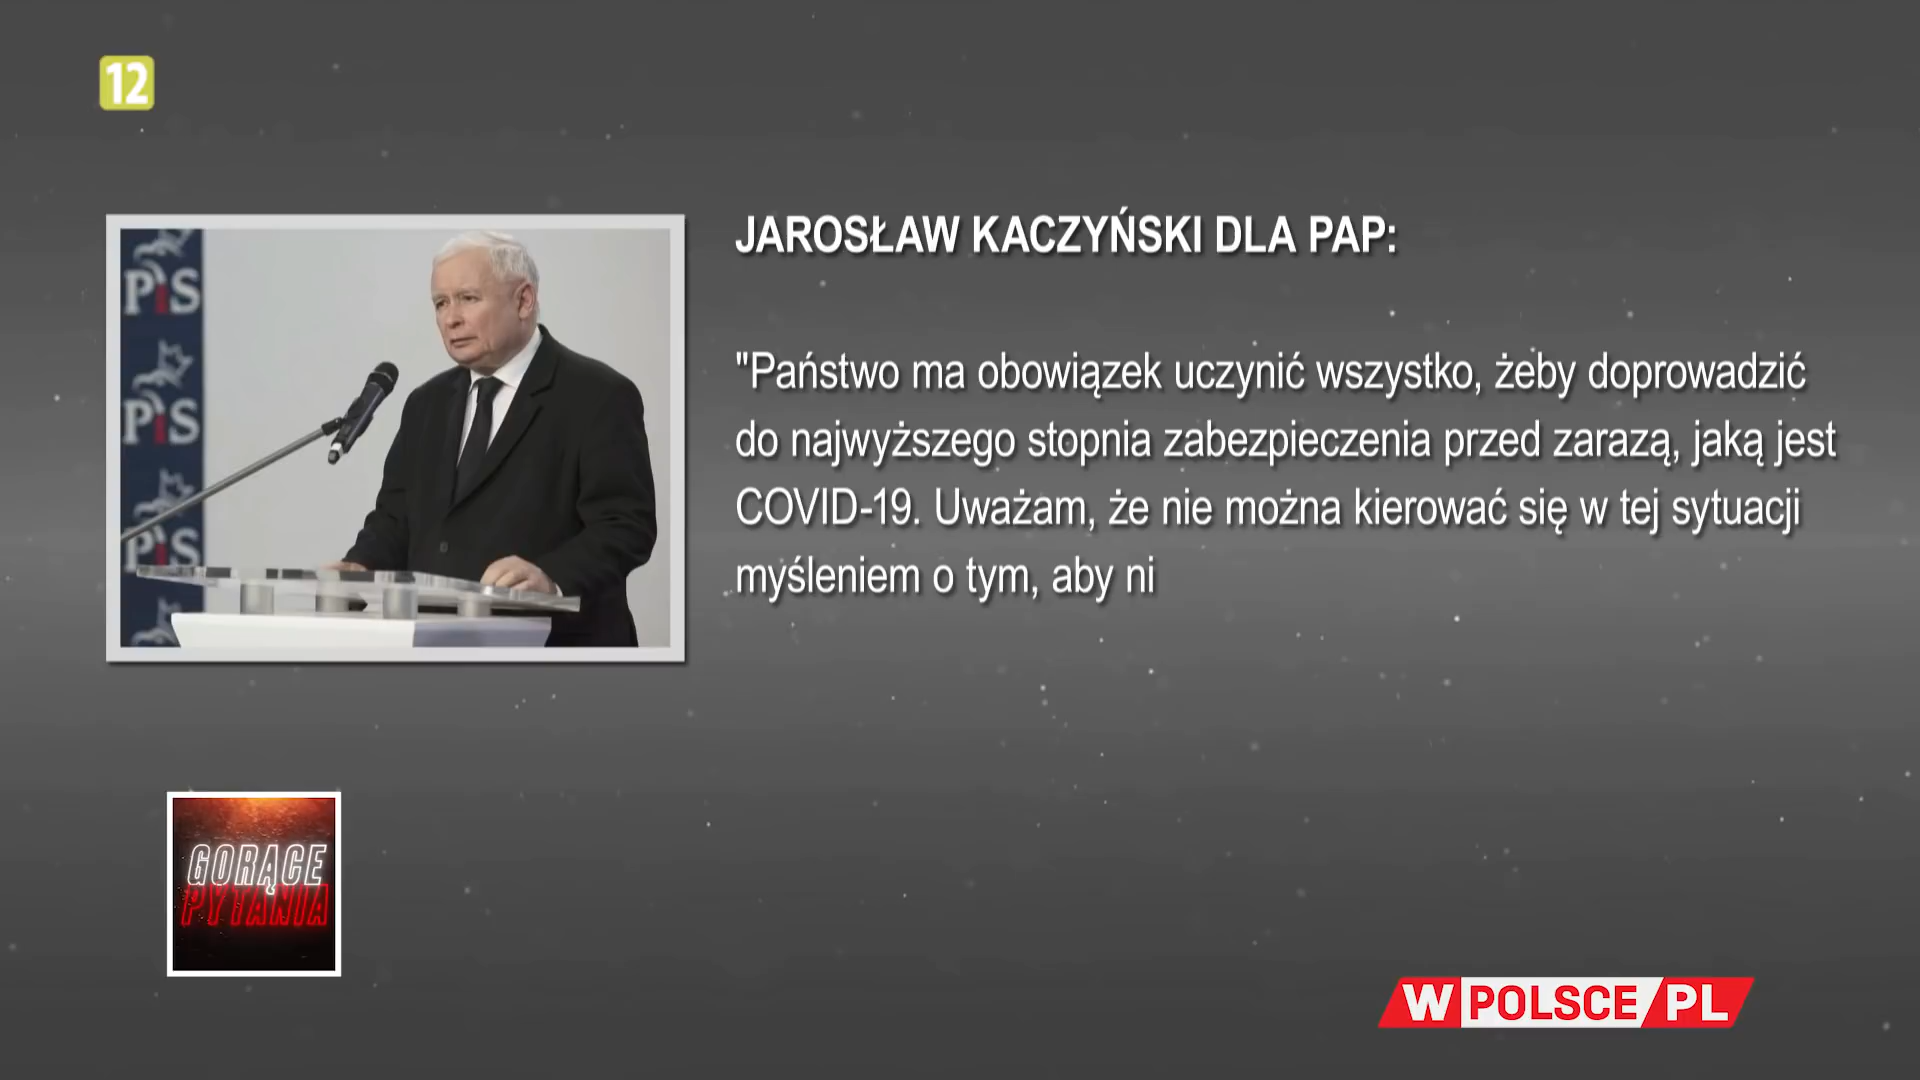 12
JAROSŁAW KACZYŃSKI DLA PAP:
"Państwo ma obowiązek uczynić wszystko, żeby doprowadzić
do najwyższego stopnia zabezpieczenia przed zarazą, jaką jest
COVID-19. Uważam, że nie można kierować się w tej sytuacji
myśleniem o tym, aby ni
PiS
PiS
PiS
GORĄCE
PYTANIA
WPOLSCE/PL